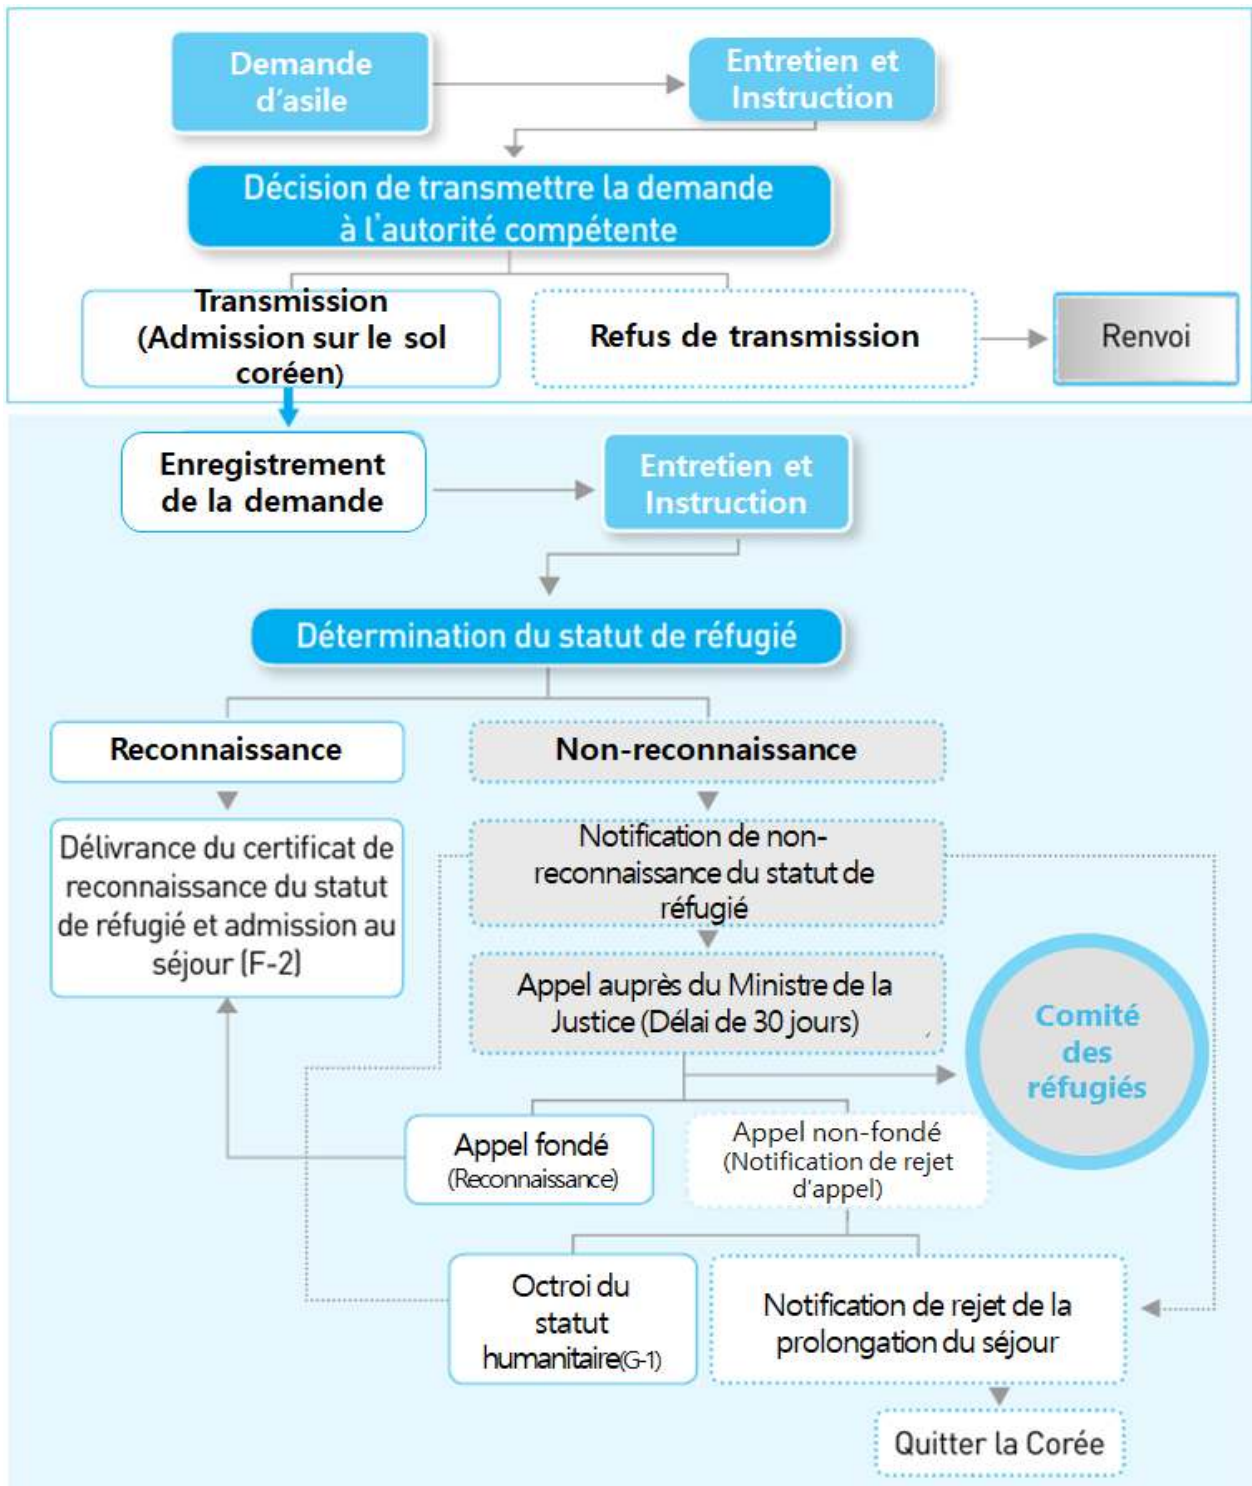 Demande
d'asile
Entretien et
Instruction
Décision de transmettre la demande
à l'autorité compétente
Transmission
(Admission sur le sol
coréen)
Refus de transmission
Renvoi
Enregistrement
de la demande
Entretien et
Instruction
Détermination du statut de réfugié
Reconnaissance
Non-reconnaissance
Délivrance du certificat de
reconnaissance du statut
de réfugié et admission au
séjour (F-2)
Notification de non-
reconnaissance du statut de
réfugié
Appel auprès du Ministre de la
Justice (Délai de 30 jours)
Comité
des
réfugiés
Appel fondé
(Reconnaissance)
Appel non-fondé
(Notification de rejet
d'appel)
Octroi du
statut
humanitaire(G-1)
Notification de rejet de la
prolongation du séjour
Quitter la Corée